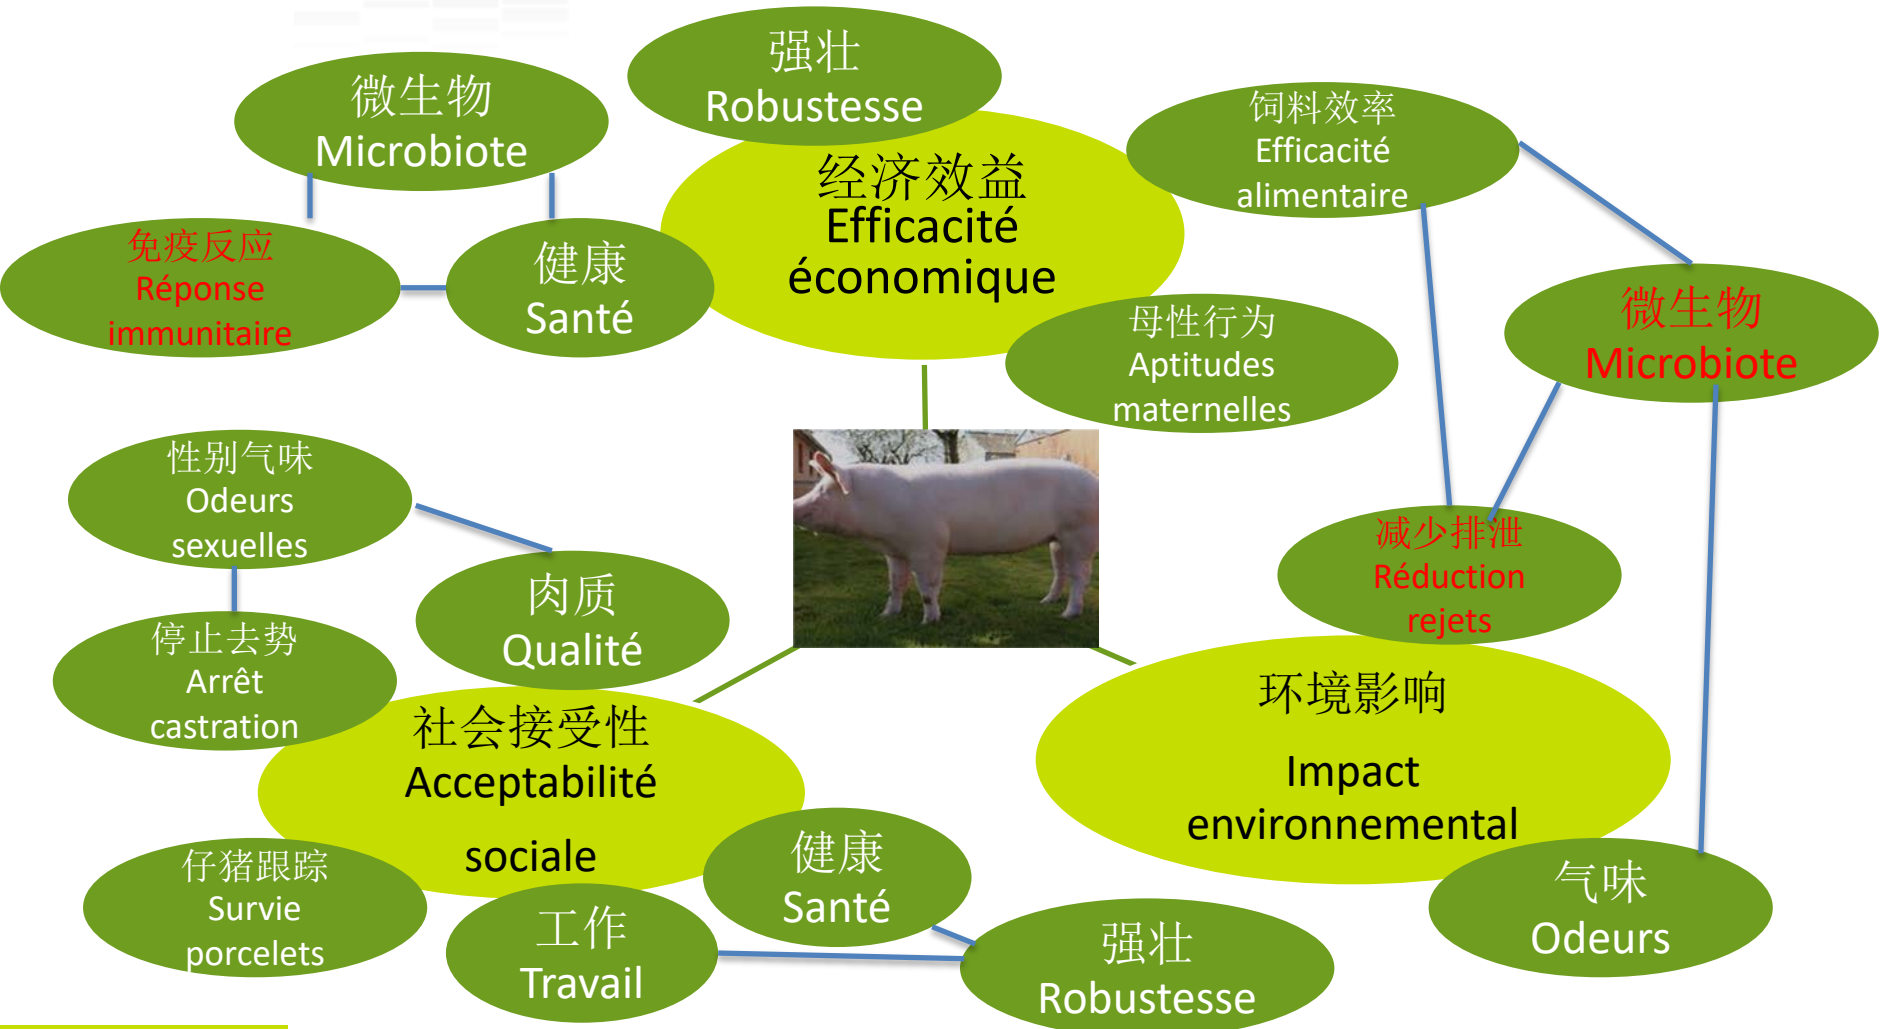 强壮
Robustesse
微生物
Microbiote
饲料效率
Efficacité
alimentaire
经济效益
Efficacité
économique
免疫反应
Réponse
immunitaire
健康
Santé
微生物
Microbiote
母性行为
Aptitudes
maternelles
性别气味
Odeurs
sexuelles
减少排泄
Réduction
rejets
肉质
Qualité
停止去势
Arrêt
castration
社会接受性
Acceptabilité
sociale
环境影响
Impact
environnemental
仔猪跟踪
Survie
porcelets
健康
Santé
工作
Travail
强壮
Robustesse
气味
Odeurs